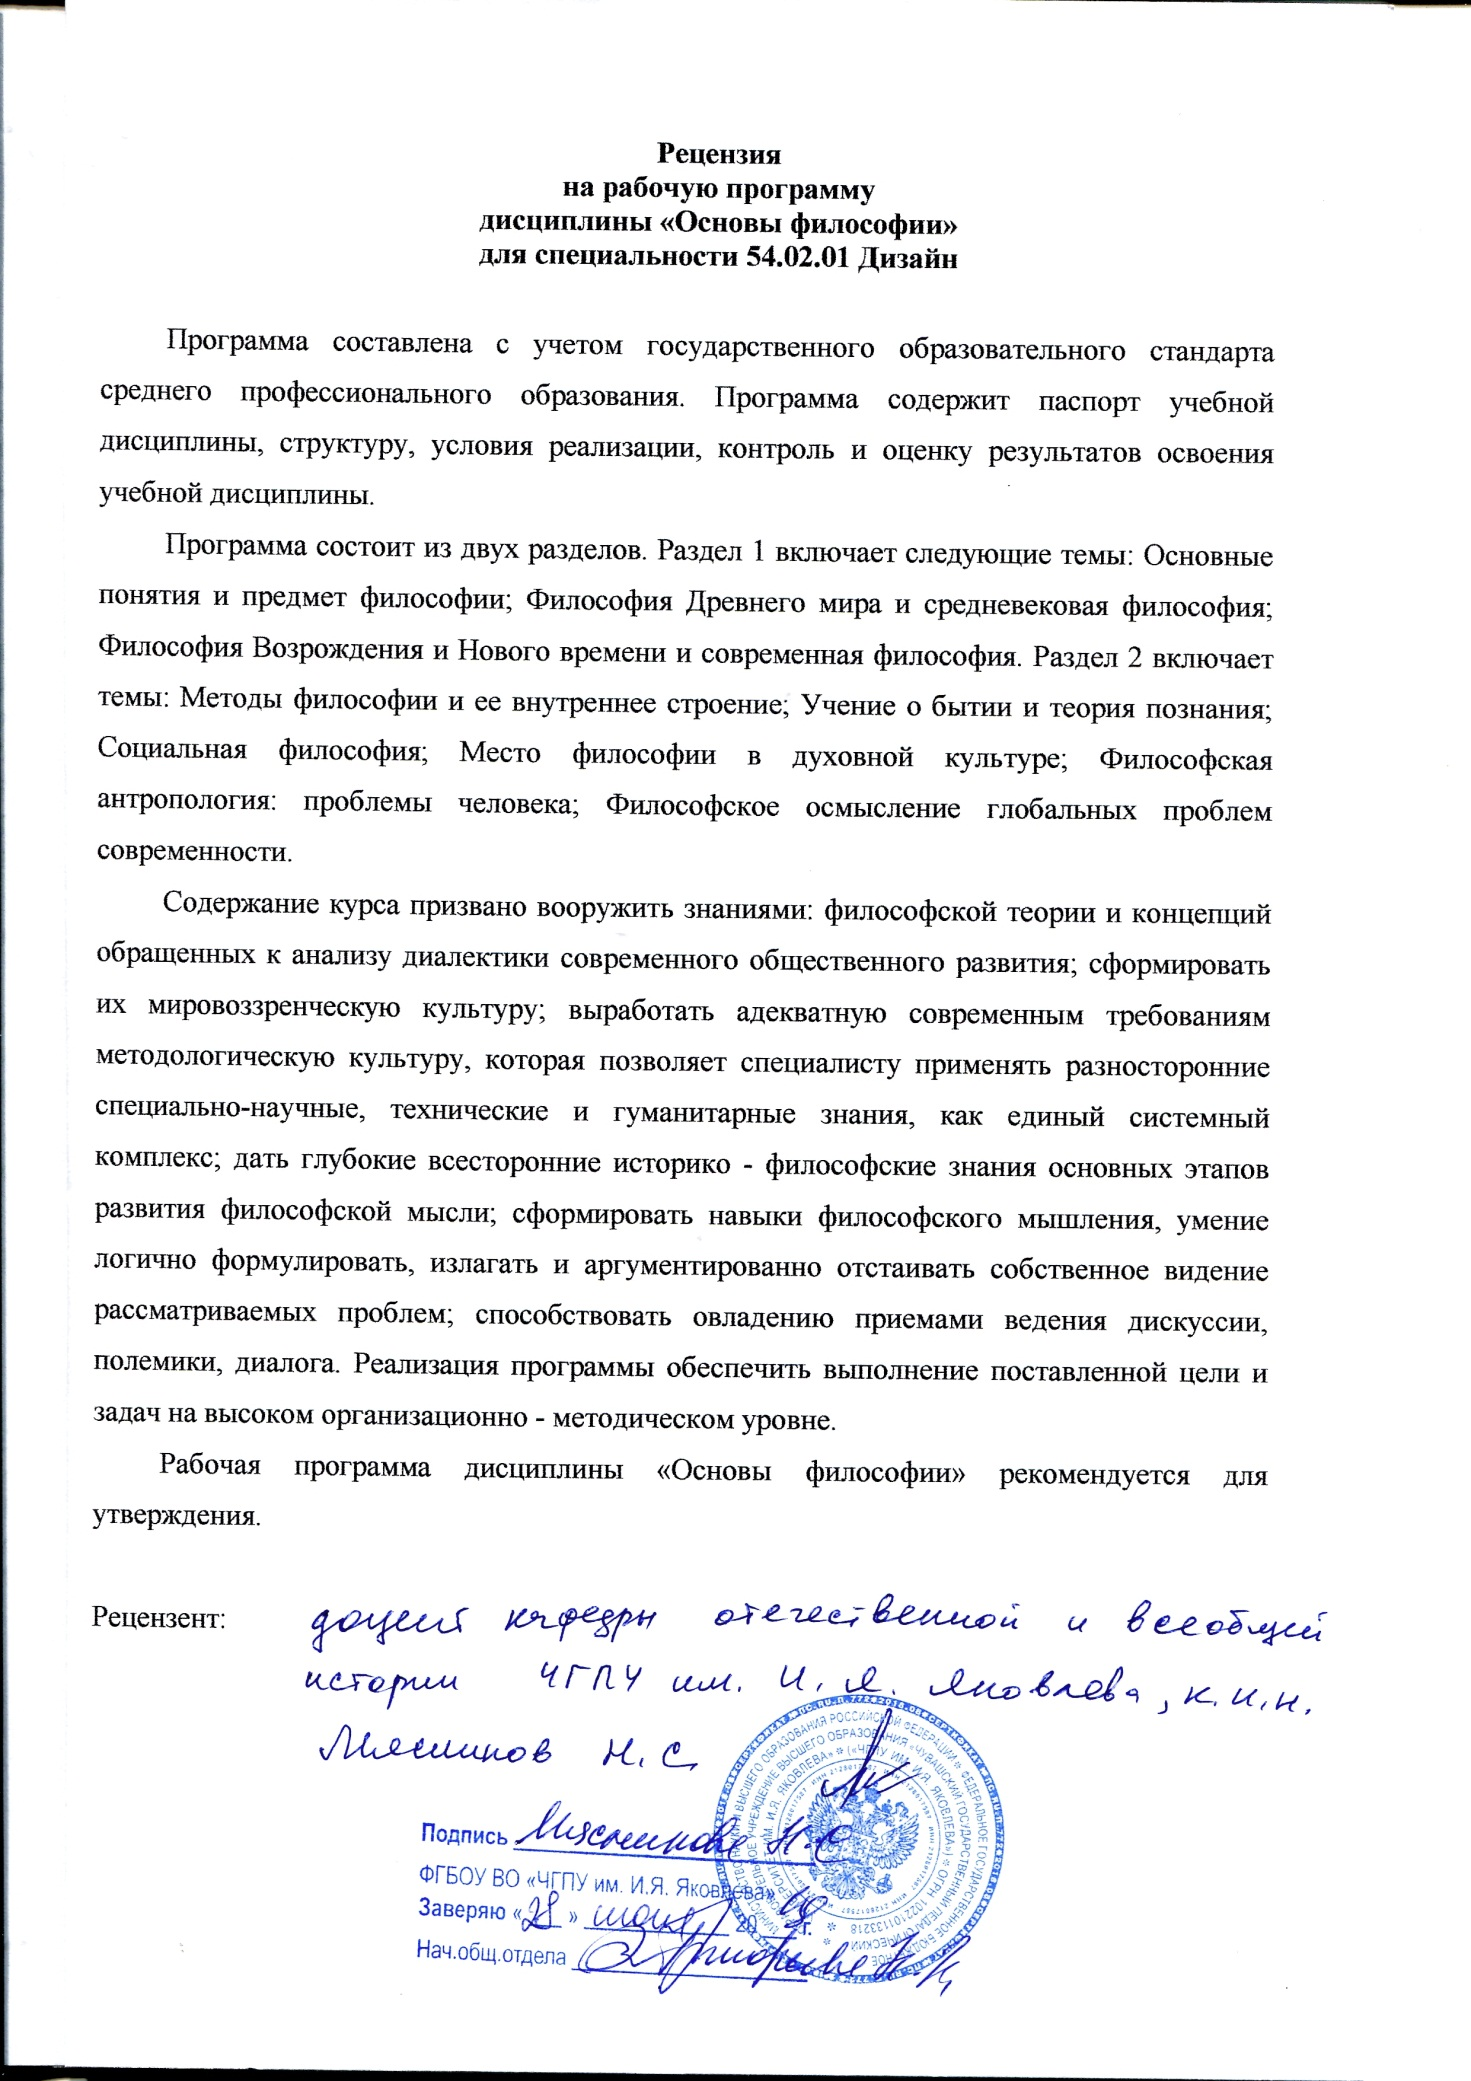 Рецензия
на рабочую программу
дисциплины «Основы философии»
для специальности 54.02.01 Дизайн
Программа составлена с учетом государственного образовательного стандарта
среднего профессионального образования. Программа содержит паспорт учебной
дисциплины, структуру, условия реализации, контроль и оценку результатов освоения
учебной дисциплины.
Программа состоит из двух разделов. Раздел 1 включает следующие темы: Основные
понятия и предмет философии; Философия Древнего мира и средневековая философия;
Философия Возрождения и Нового времени и современная философия. Раздел 2 включает
темы: Методы философии и ее внутреннее строение; Учение о бытии и теория познания;
Социальная философия; Место философии в духовной культуре; Философская
антропология: проблемы человека; Философское осмысление глобальных проблем
современности.
Содержание курса призвано вооружить знаниями: философской теории и концепций
обращенных к анализу диалектики современного общественного развития; сформировать
их мировоззренческую культуру; выработать адекватную современным требованиям
методологическую культуру, которая позволяет специалисту применять разносторонние
специально-научные, технические и гуманитарные знания, как единый системный
комплекс; дать глубокие всесторонние историко - философские знания основных этапов
развития философской мысли; сформировать навыки философского мышления, умение
логично формулировать, излагать и аргументированно отстаивать собственное видение
рассматриваемых проблем; способствовать овладению приемами ведения дискуссии,
полемики, диалога. Реализация программы обеспечить выполнение поставленной цели и
задач на высоком организационно - методическом уровне.
Рабочая программа дисциплины «Основы философии» рекомендуется для
утверждения.
Рецензент: доцент кафедры отечественной и всеобщей
истории ЧГПУ им. И. Я. Яковлева, к.и.н.
Мясников Н.С.
Подпись Мясникова Н.С
ФГБОУ ВО «ЧГПУ им. И.Я. Яковлева»
Заверяю «28» 20 г.
Нач.общ.отдела